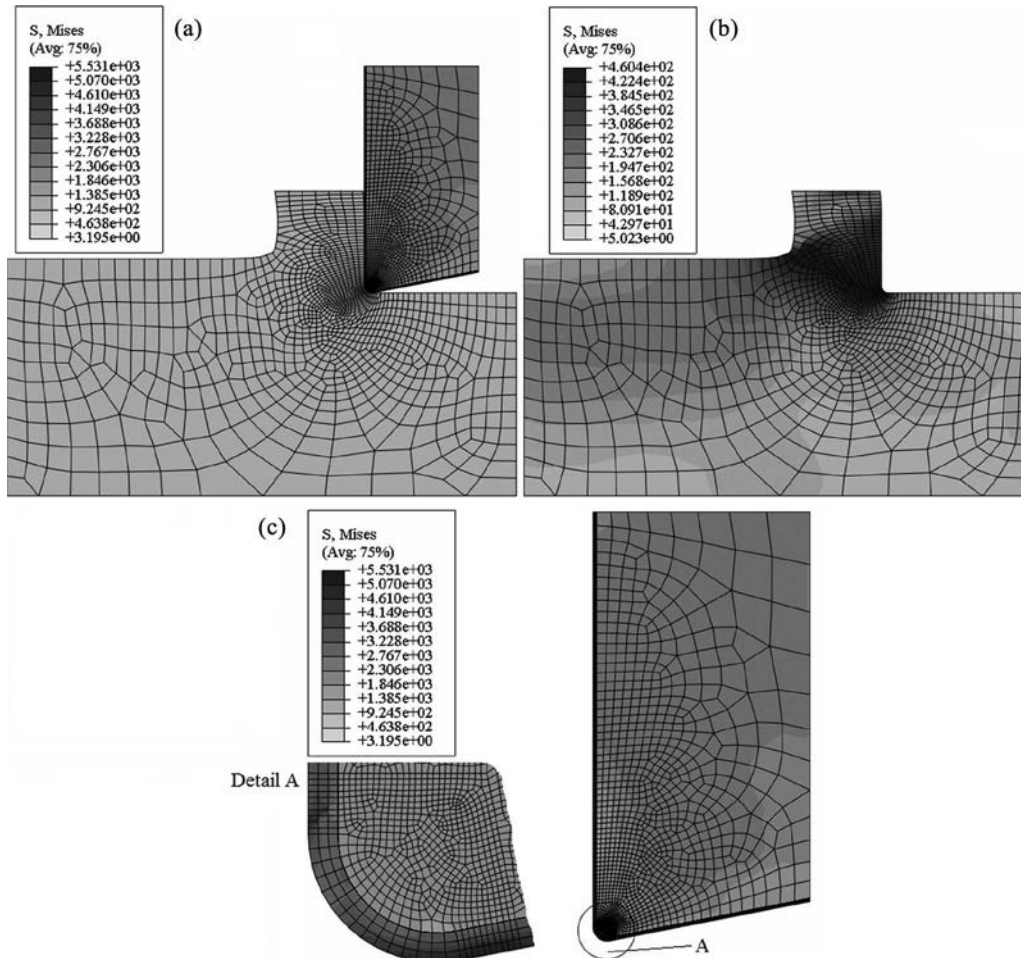 S, Mises
(Avg: 75%)
+5.531e+03
+5.070e+03
+4.610e+03
+4.149e+03
+3.688e+03
+3.228e+03
+2.767e+03
+2.306e+03
+1.846e+03
+1.385e+03
+9.245e+02
+4.638e+02
+3.195e+00
(a)
S, Mises
(Avg: 75%)
+4.604e+02
+4.224e+02
+3.845e+02
+3.465e+02
+3.086e+02
+2.706e+02
+2.327e+02
+1.947e+02
+1.568e+02
+1.189e+02
+8.091e+01
+4.297e+01
+5.023e+00
(b)
(c)
S, Mises
(Avg: 75%)
+5.531e+03
+5.070e+03
+4.610e+03
+4.149e+03
+3.688e+03
+3.228e+03
+2.767e+03
+2.306e+03
+1.846e+03
+1.385e+03
+9.245e+02
+4.638e+02
+3.195e+00
Detail A
A